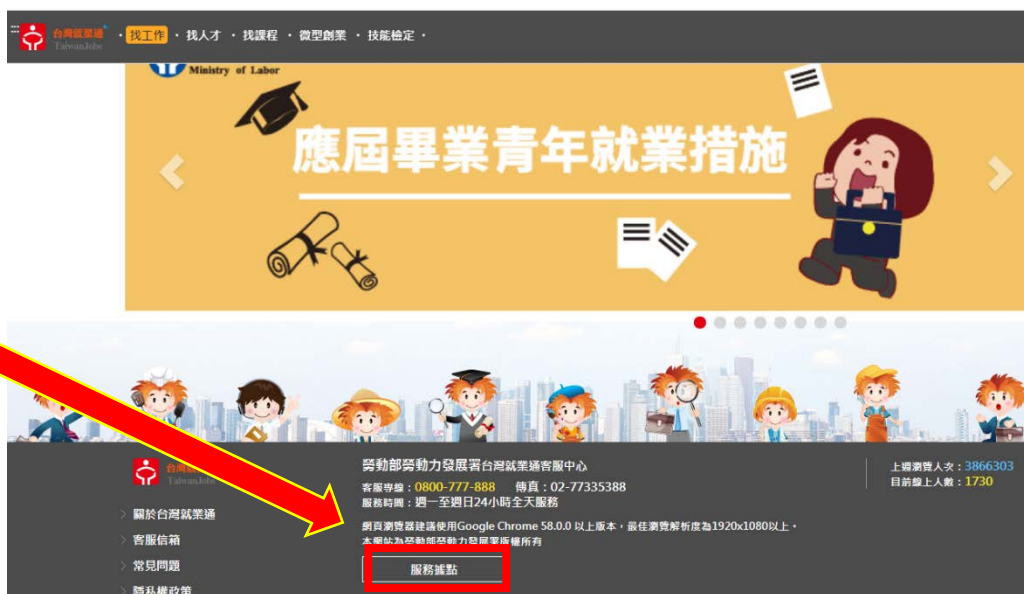 台灣就業通
TaiwanJobs
・找工作・找人才・找課程・微型創業・技能檢定・
Ministry of Labor
應屆畢業青年就業措施
台灣就業通
TaiwanJobs
> 關於台灣就業通
> 客服信箱
> 常見問題
> 隱私權政策
勞動部勞動力發展署台灣就業通客服中心
客服專線：0800-777-888 傳真：02-77335388
服務時間：週一至週日24小時全天服務
網頁瀏覽器建議使用Google Chrome 58.0.0 以上版本，最佳瀏覽解析度為1920x1080以上。
本網站為勞動部勞動力發展署版權所有
服務據點
上週瀏覽人次：3866303
目前線上人數：1730